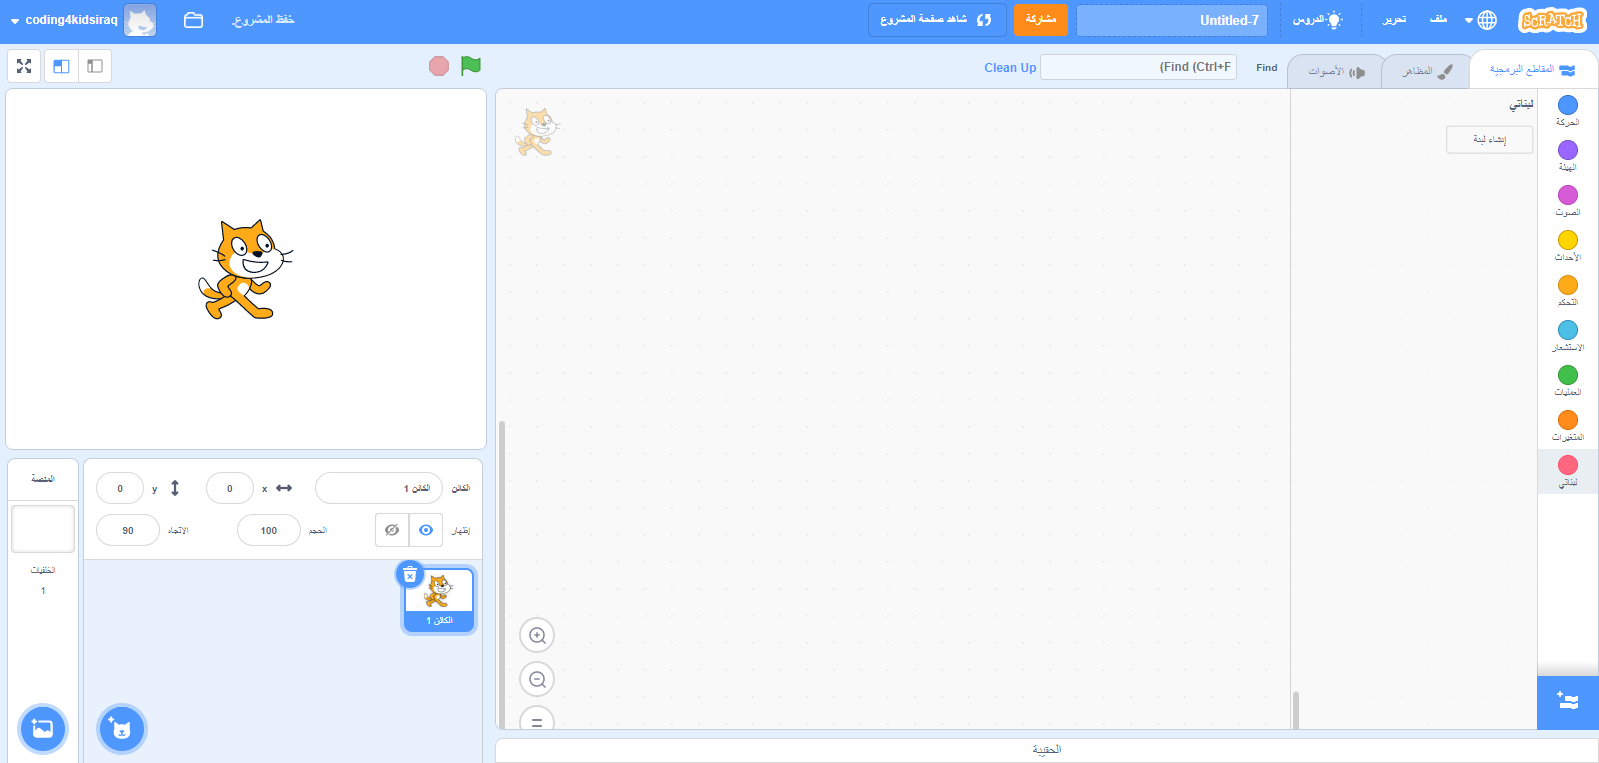 SCRATCH
ملف
تحرير
الدروس
Untitled-7
مشاركة
شاهد صفحة المشروع
حُفظ المشروع.
coding4kidsiraq
المقاطع البرمجية
المظاهر
الأصوات
Find
(Find (Ctrl+F
Clean Up
الحركة
الهيئة
الصوت
الأحداث
التحكم
الاستشعار
العمليات
المتغيرات
لبناتي
لبناتي
إنشاء لبنة
الكائن
الكائن 1
x
0
y
0
إظهار
الحجم
100
الاتجاه
90
الكائن 1
المنصة
الخلفيات
1
الحقيبة